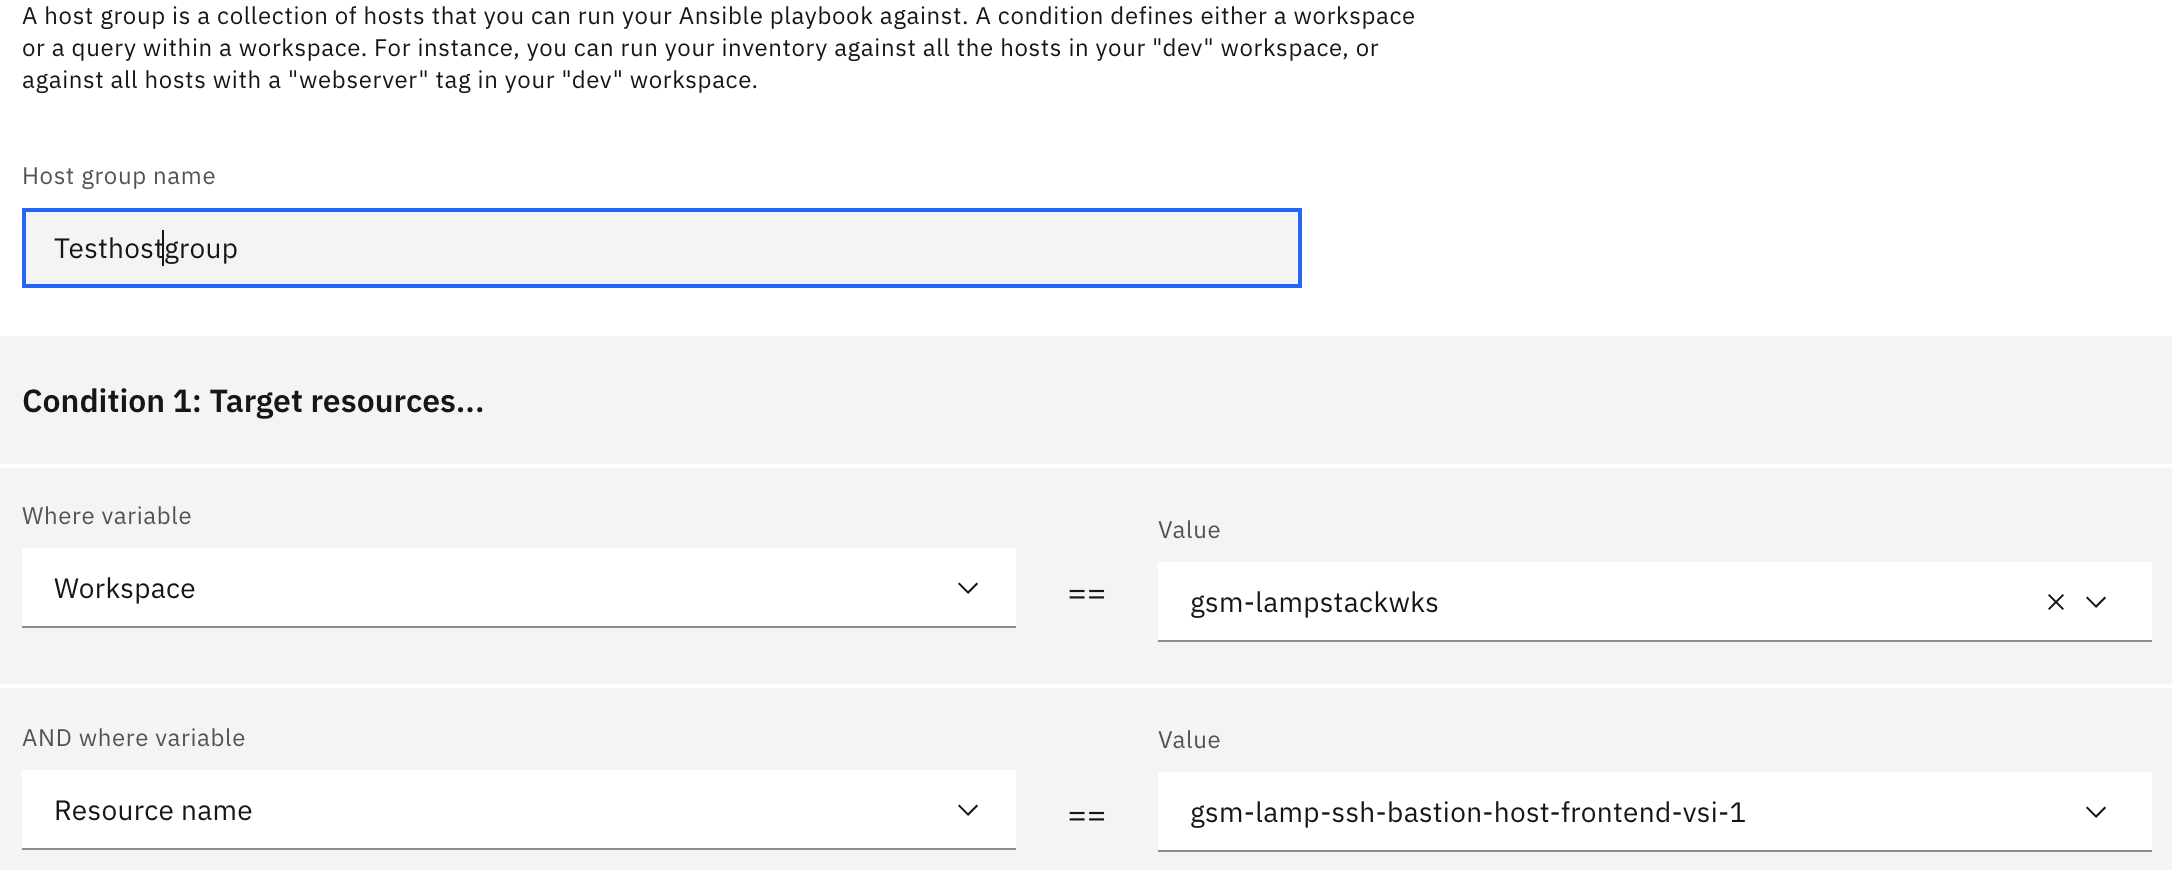 A host group is a collection of hosts that you can run your Ansible playbook against. A condition defines either a workspace
or a query within a workspace. For instance, you can run your inventory against all the hosts in your "dev" workspace, or
against all hosts with a "webserver" tag in your "dev" workspace.
Host group name
Testhostgroup
Condition 1: Target resources...
Where variable
Value
Workspace
==
gsm-lampstackwks
AND where variable
Value
Resource name
==
gsm-lamp-ssh-bastion-host-frontend-vsi-1